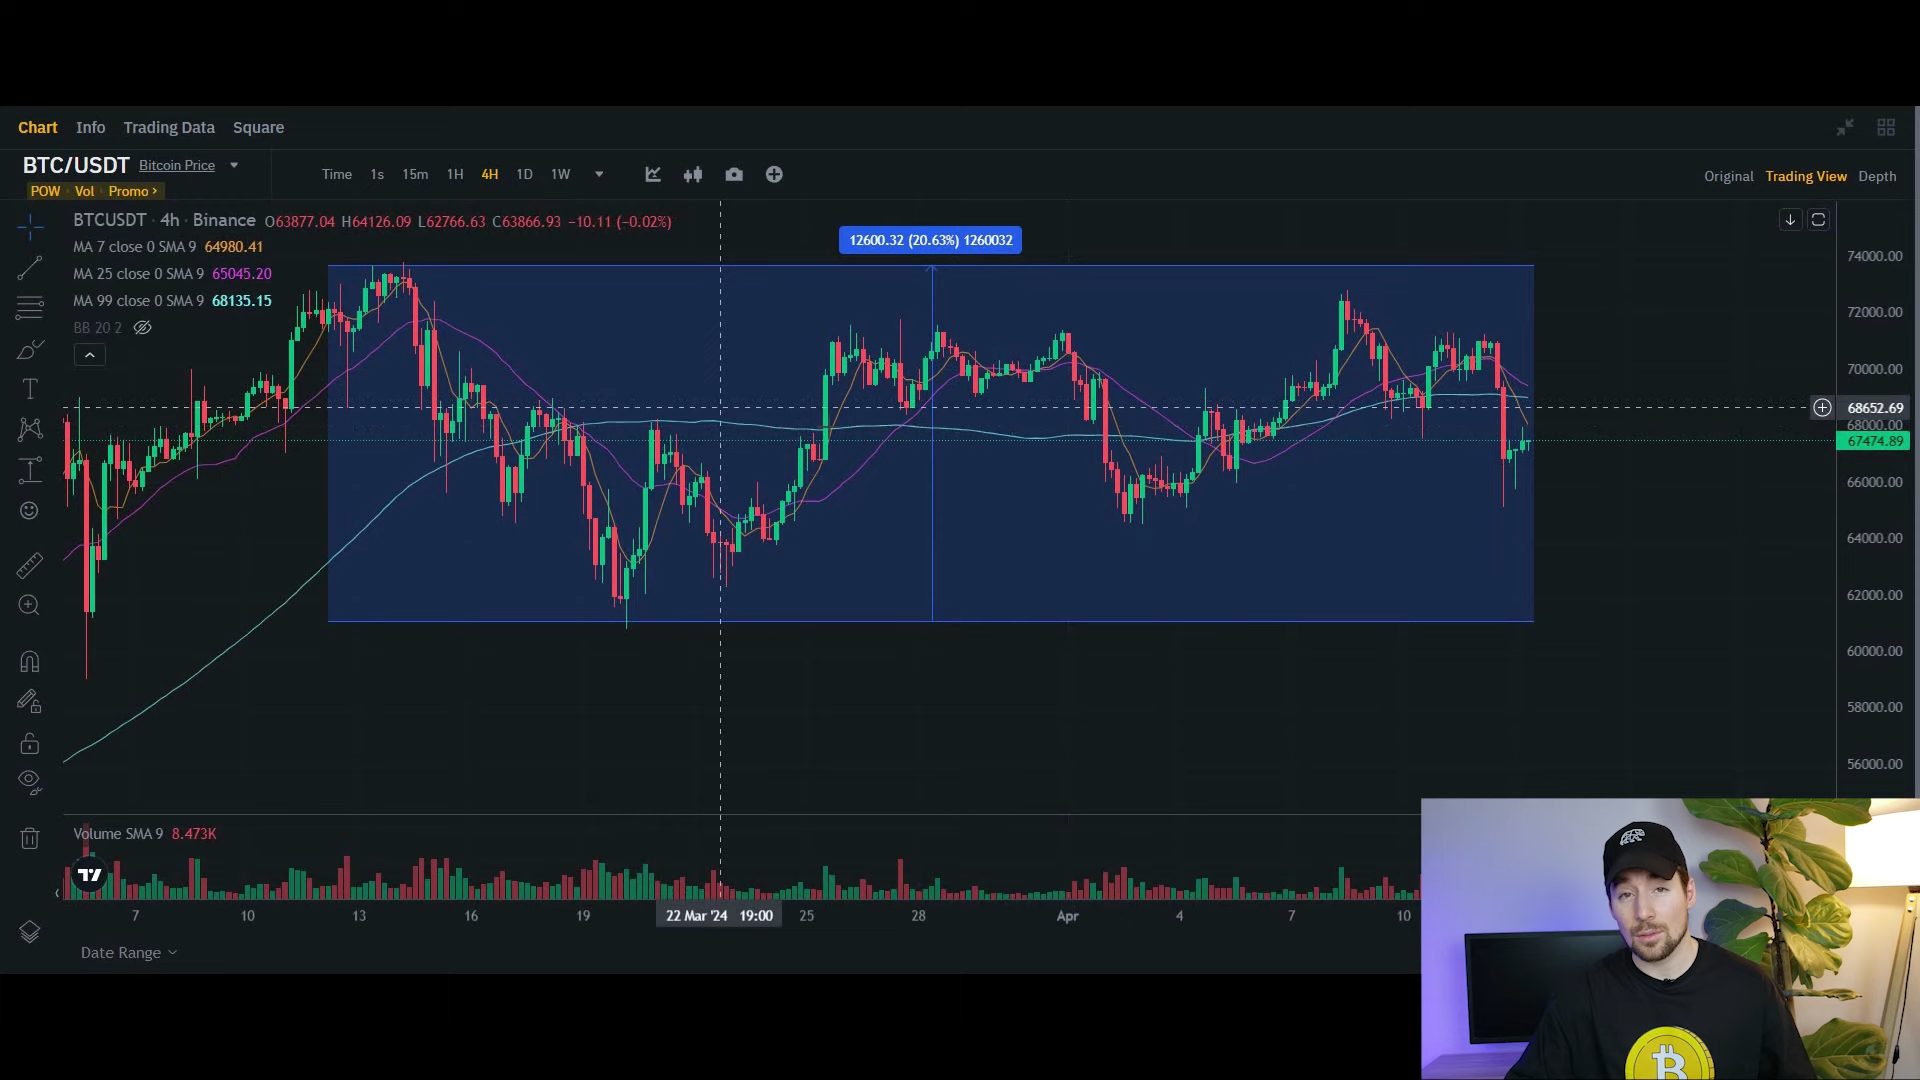 Chart Info Trading Data Square
BTC/USDT Bitcoin Price
POW Vol Promo
Time 1s 15m 1H 4H 1D 1W
Original Trading View Depth
BTCUSDT · 4h · Binance O63877.04 H64126.09 L62766.63 C63866.93 −10.11 (−0.02%)
MA 7 close 0 SMA 9 64980.41
MA 25 close 0 SMA 9 65045.20
MA 99 close 0 SMA 9 68135.15
BB 20 2
12600.32 (20.63%) 1260032
74000.00
72000.00
70000.00
68652.69
68000.00
67474.89
66000.00
64000.00
62000.00
60000.00
58000.00
56000.00
Volume SMA 9 8.473K
7 10 13 16 19 22 Mar '24 19:00 25 28 Apr 4 7 10
Date Range